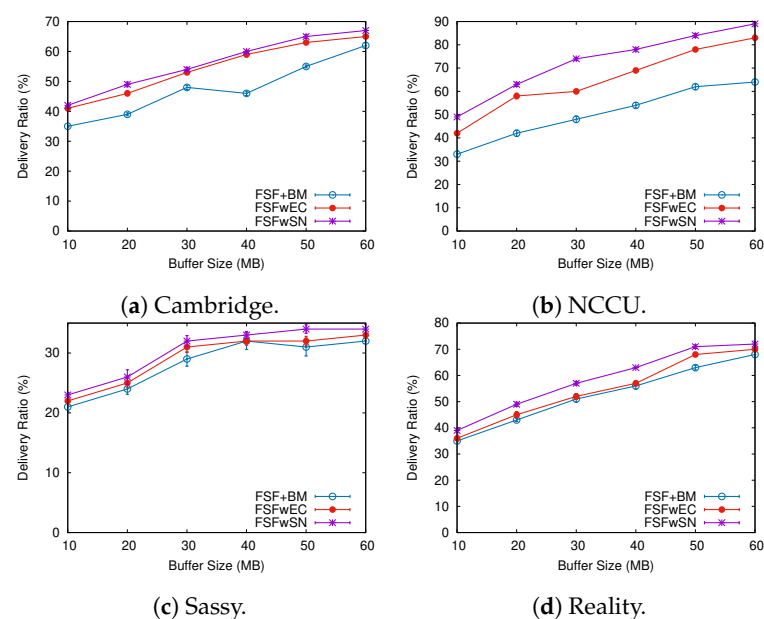 70
60
50
40
30
20
10
0
Delivery Ratio (%)
FSF+BM
FSFwEC
FSFwSN
10 20 30 40 50 60
Buffer Size (MB)
(a) Cambridge.
90
80
70
60
50
40
30
20
10
0
Delivery Ratio (%)
FSF+BM
FSFwEC
FSFwSN
10 20 30 40 50 60
Buffer Size (MB)
(b) NCCU.
30
20
10
0
Delivery Ratio (%)
FSF+BM
FSFwEC
FSFwSN
10 20 30 40 50 60
Buffer Size (MB)
(c) Sassy.
80
70
60
50
40
30
20
10
0
Delivery Ratio (%)
FSF+BM
FSFwEC
FSFwSN
10 20 30 40 50 60
Buffer Size (MB)
(d) Reality.